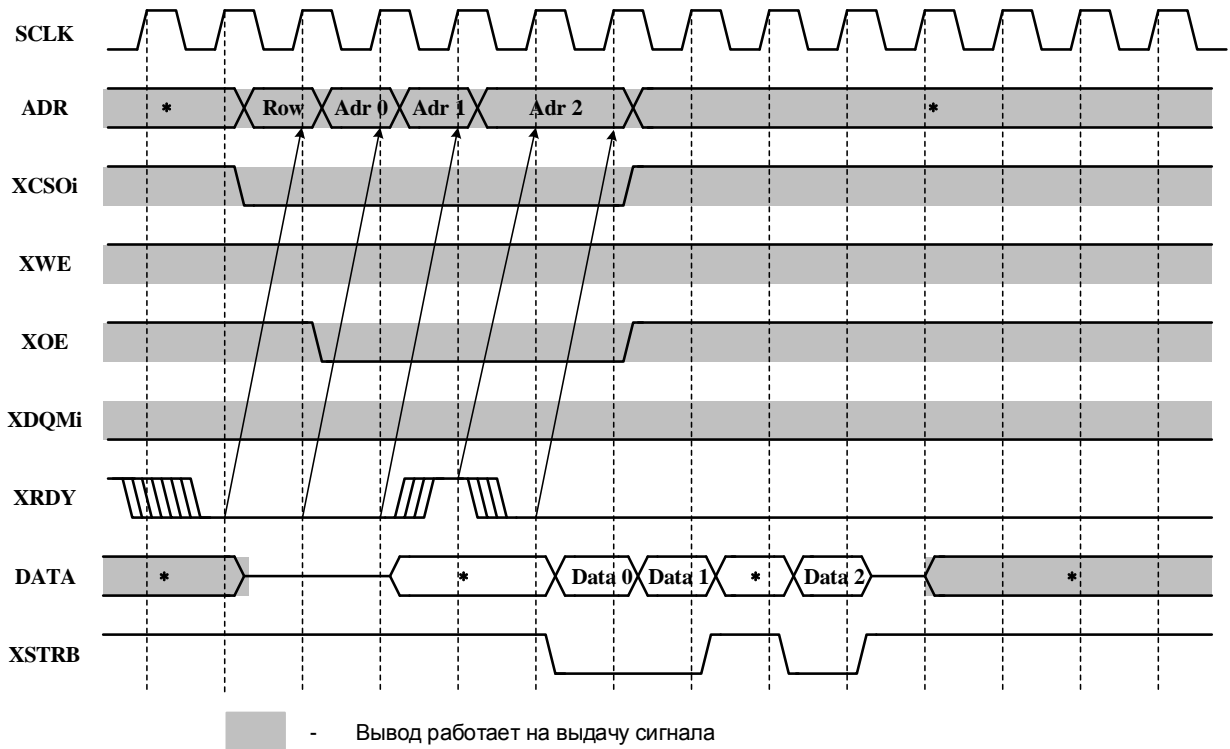 SCLK
ADR * Row Adr 0 Adr 1 Adr 2 *
XCSOi
XWE
XOE
XDQMi
XRDY
DATA * * Data 0 Data 1 * Data 2 *
XSTRB
- Вывод работает на выдачу сигнала